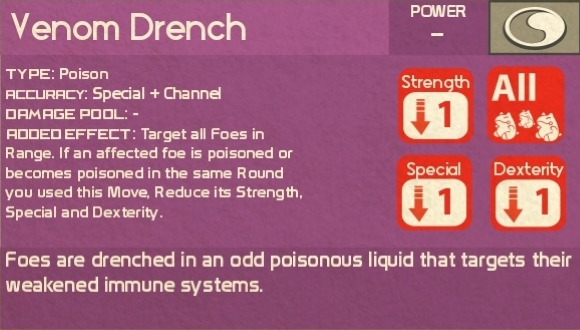 Venom Drench
POWER
–
TYPE: Poison
ACCURACY: Special + Channel
DAMAGE POOL: -
ADDED EFFECT: Target all Foes in
Range. If an affected foe is poisoned or
becomes poisoned in the same Round
you used this Move, Reduce its Strength,
Special and Dexterity.
Strength
1
All
Special
1
Dexterity
1
Foes are drenched in an odd poisonous liquid that targets their
weakened immune systems.